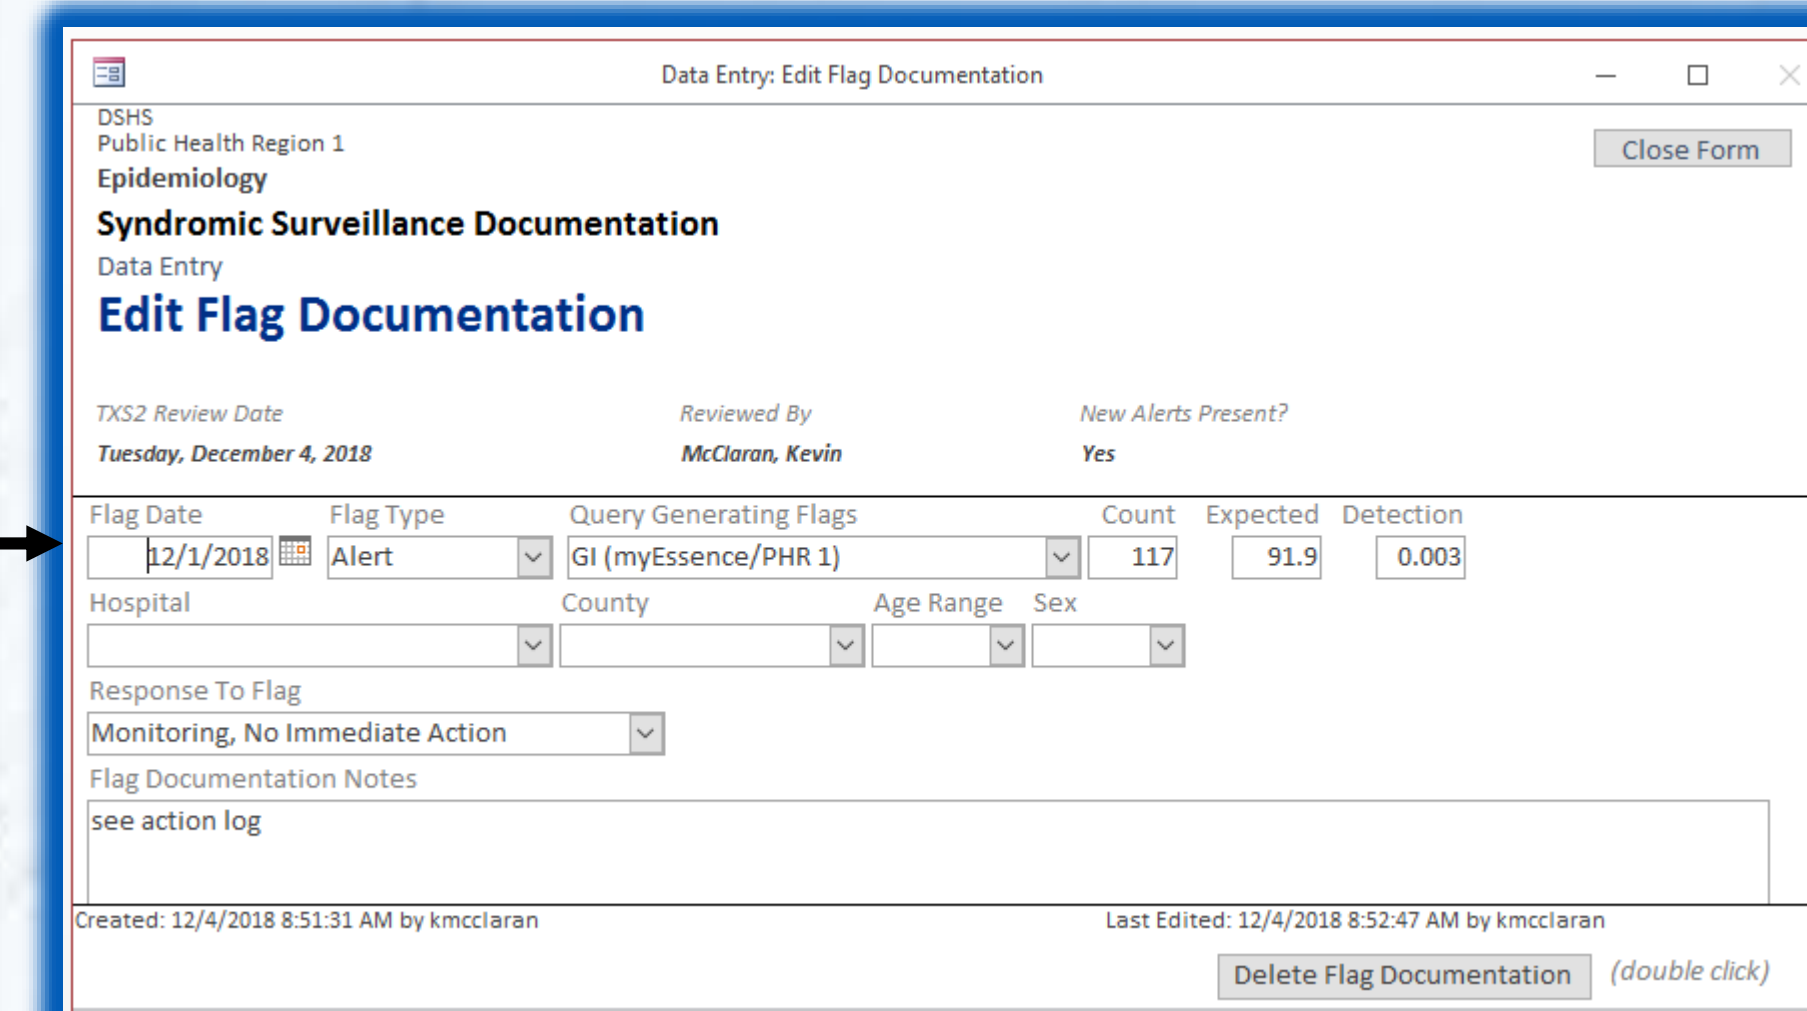 Data Entry: Edit Flag Documentation
DSHS
Public Health Region 1
Close Form
Epidemiology
Syndromic Surveillance Documentation
Data Entry
Edit Flag Documentation
TXS2 Review Date Reviewed By New Alerts Present?
Tuesday, December 4, 2018 McClaran, Kevin Yes
Flag Date Flag Type Query Generating Flags Count Expected Detection
12/1/2018 Alert GI (myEssence/PHR 1) 117 91.9 0.003
Hospital County Age Range Sex
Response To Flag
Monitoring, No Immediate Action
Flag Documentation Notes
see action log
Created: 12/4/2018 8:51:31 AM by kmcclaran Last Edited: 12/4/2018 8:52:47 AM by kmcclaran
Delete Flag Documentation (double click)